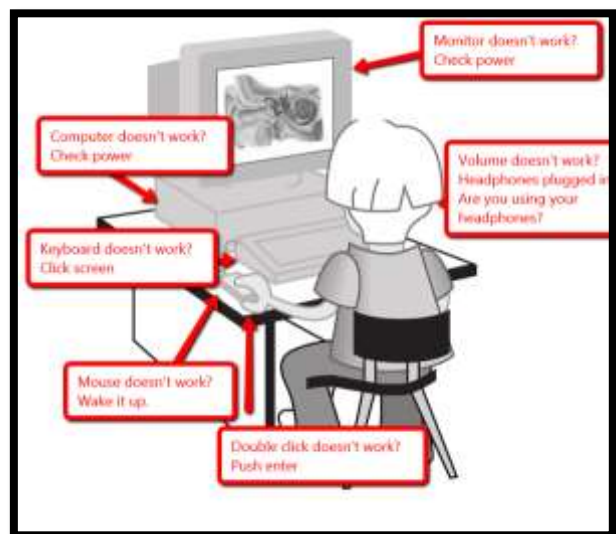 Monitor doesn't work?
Check power
Computer doesn't work?
Check power
Volume doesn't work?
Headphones plugged in
Are you using your
headphones?
Keyboard doesn't work?
Click screen
Mouse doesn't work?
Wake it up.
Double click doesn't work?
Push enter